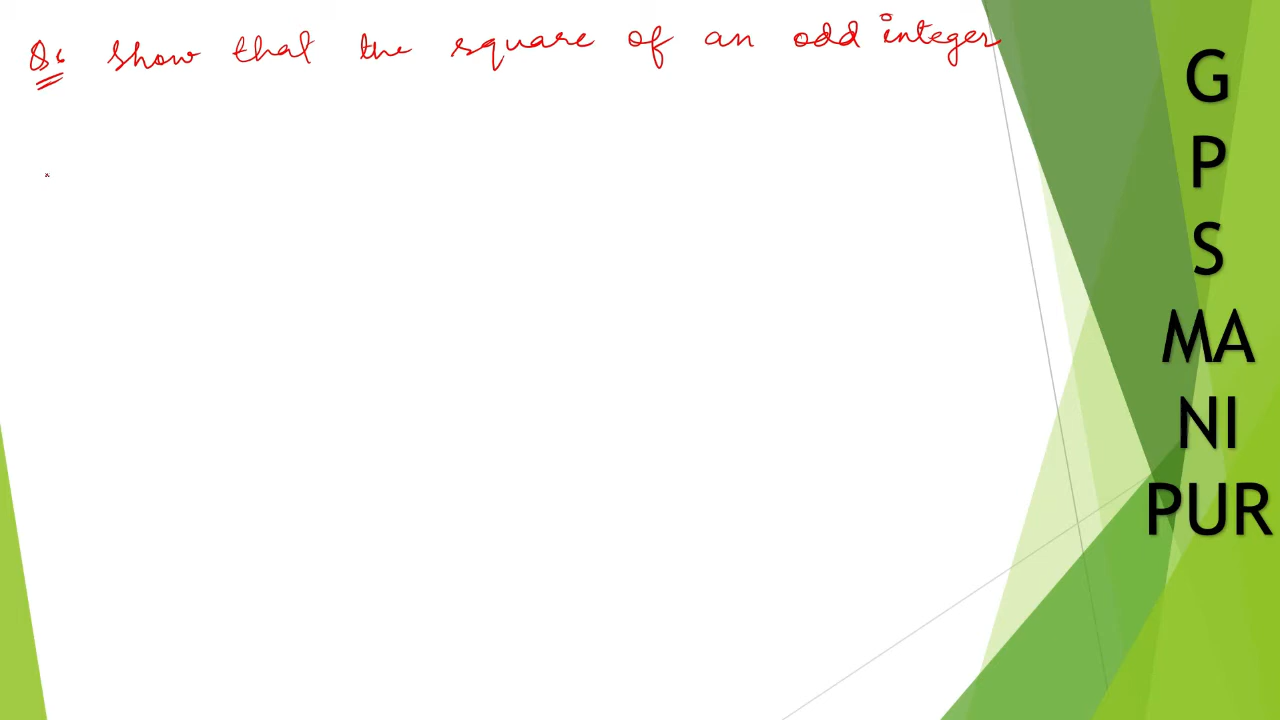 Q: Show that the square of an odd integer
G
P
S
MA
NI
PUR